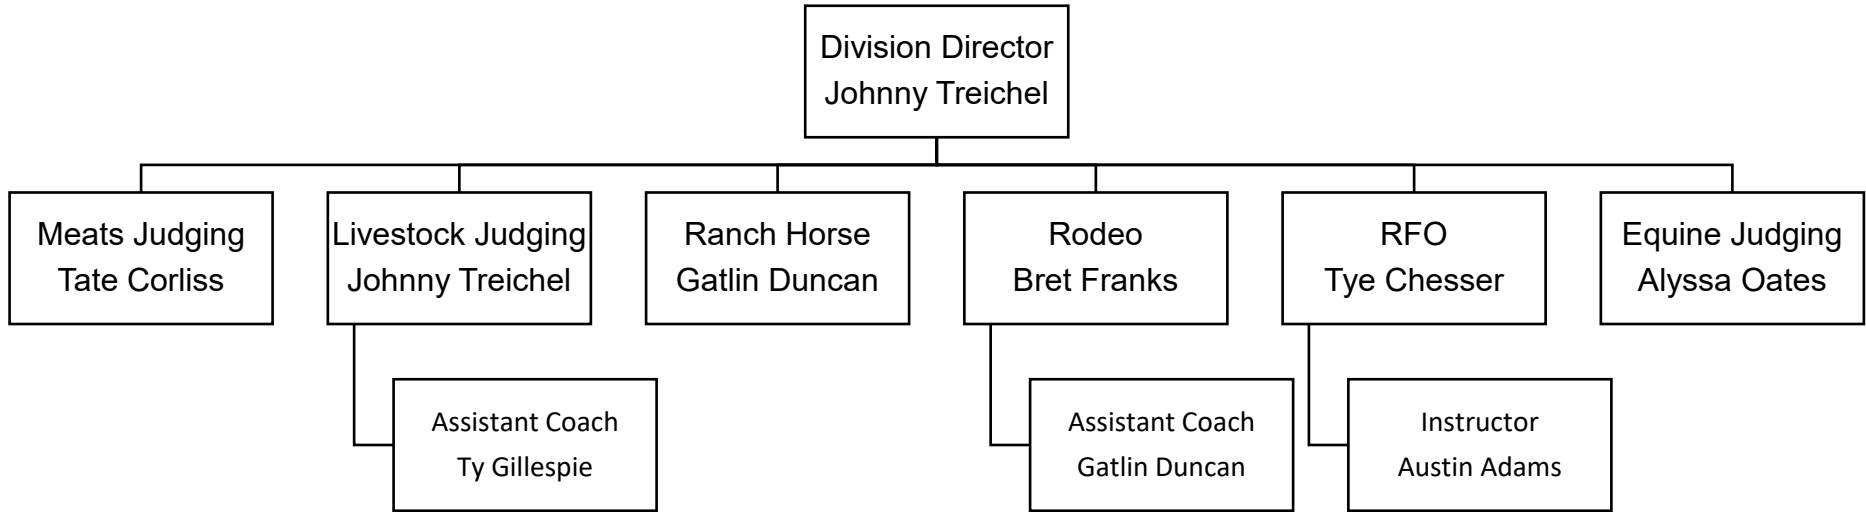 Division Director
Johnny Treichel
Meats Judging
Tate Corliss
Livestock Judging
Johnny Treichel
Ranch Horse
Gatlin Duncan
Rodeo
Bret Franks
RFO
Tye Chesser
Equine Judging
Alyssa Oates
Assistant Coach
Ty Gillespie
Assistant Coach
Gatlin Duncan
Instructor
Austin Adams